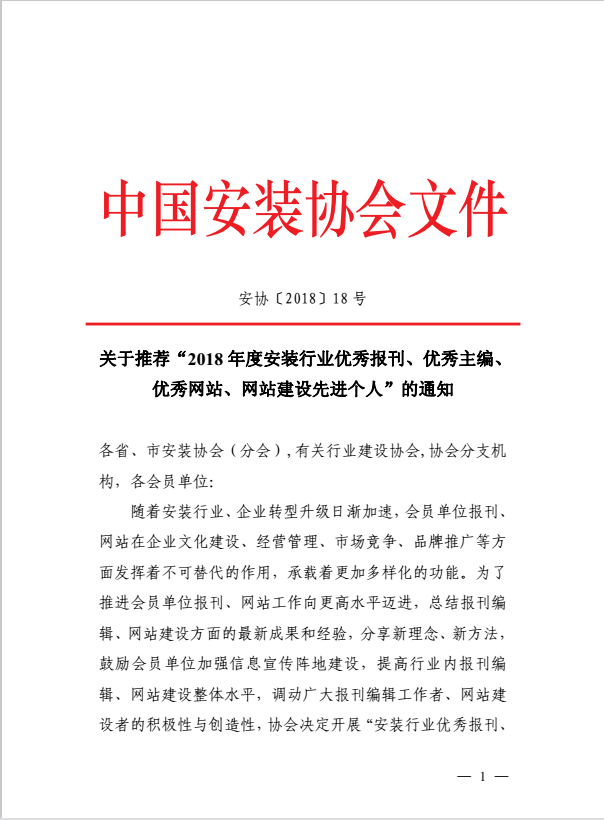 中国安装协会文件
安协〔2018〕18 号
关于推荐“2018 年度安装行业优秀报刊、优秀主编、
优秀网站、网站建设先进个人”的通知
各省、市安装协会（分会）,有关行业建设协会,协会分支机
构，各会员单位:
随着安装行业、企业转型升级日渐加速，会员单位报刊、
网站在企业文化建设、经营管理、市场竞争、品牌推广等方
面发挥着不可替代的作用，承载着更加多样化的功能。为了
推进会员单位报刊、网站工作向更高水平迈进，总结报刊编
辑、网站建设方面的最新成果和经验，分享新理念、新方法，
鼓励会员单位加强信息宣传阵地建设，提高行业内报刊编
辑、网站建设整体水平，调动广大报刊编辑工作者、网站建
设者的积极性与创造性，协会决定开展“安装行业优秀报刊、
— 1 —